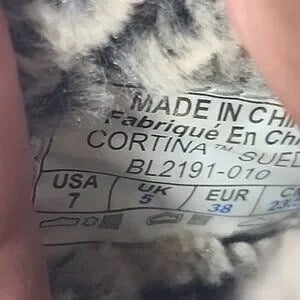 MADE IN CHI
Fabriqué En Chi
CORTINA™ SUED
BL2191-010
USA UK EUR
7 5 38